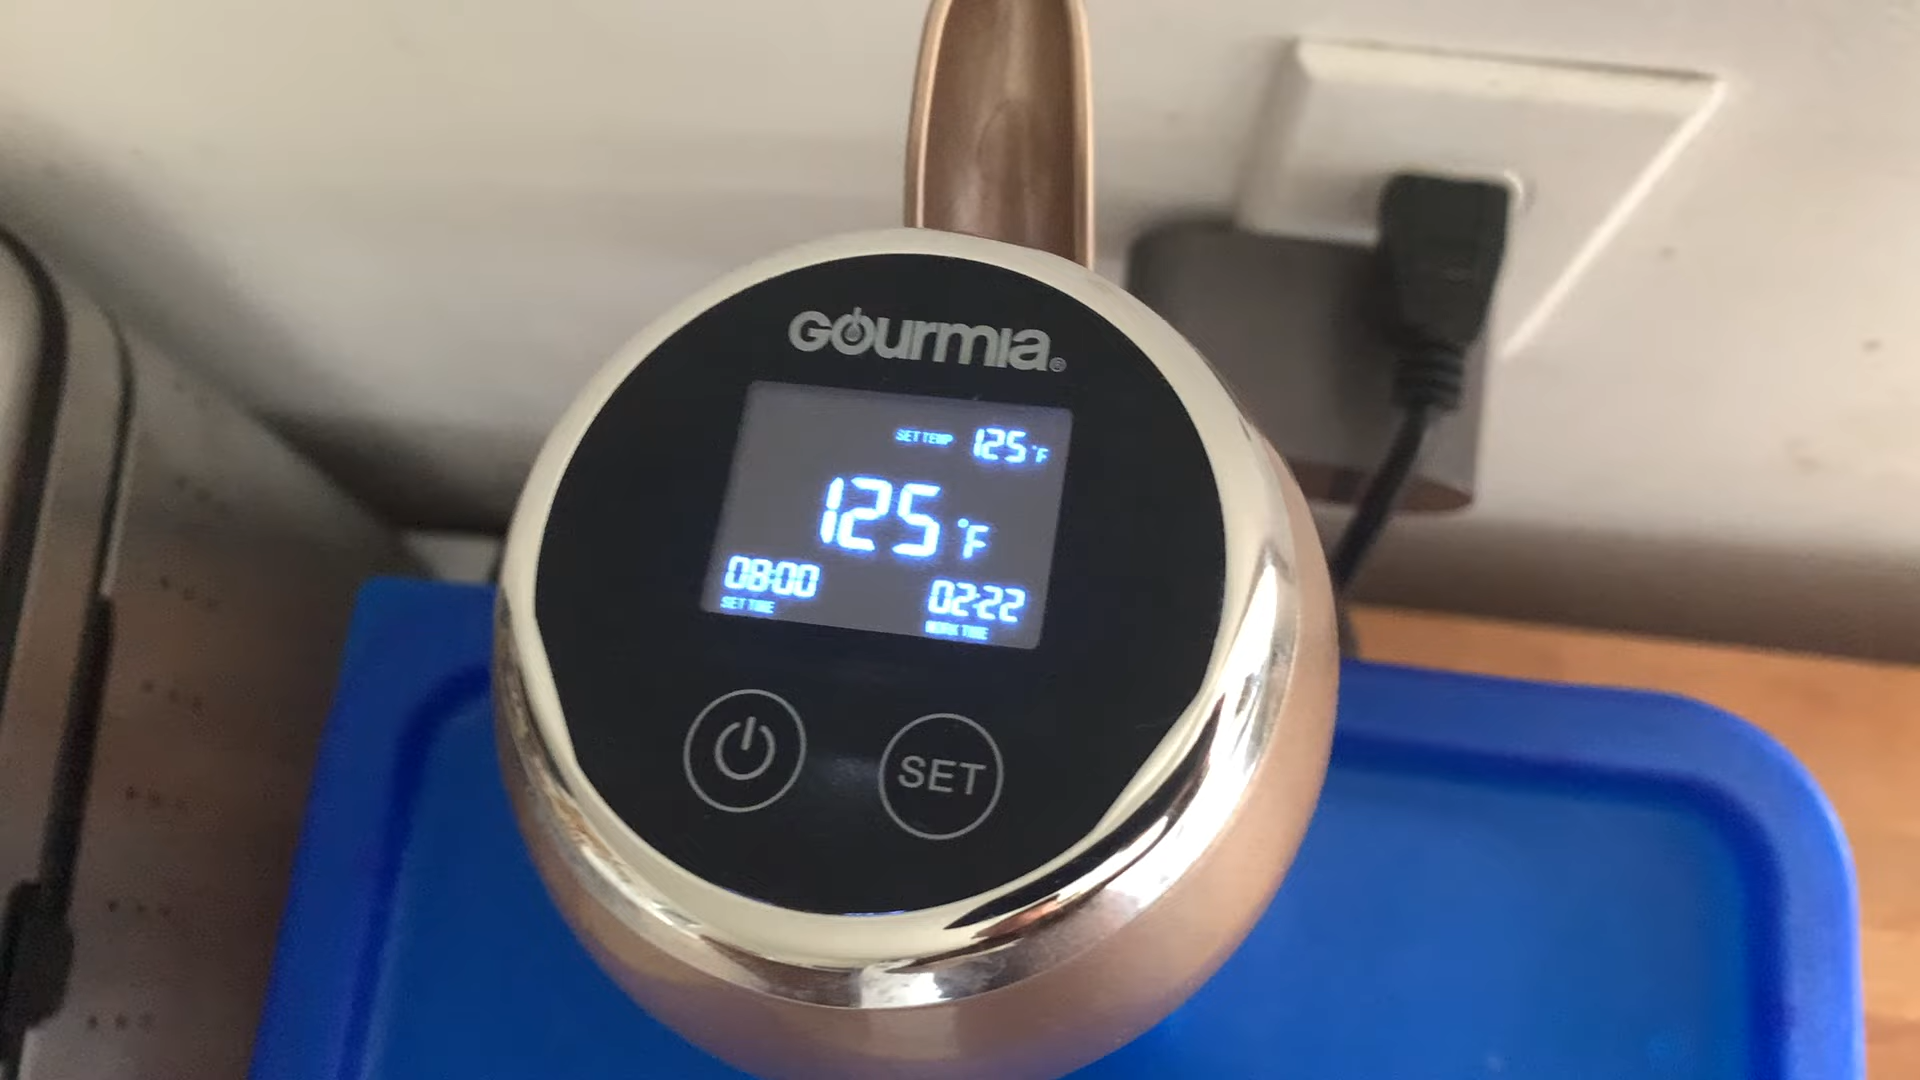 Gourmia®
SET TEMP 125°F
125°F
08:00 02:22
SET TIME WORK TIME
SET